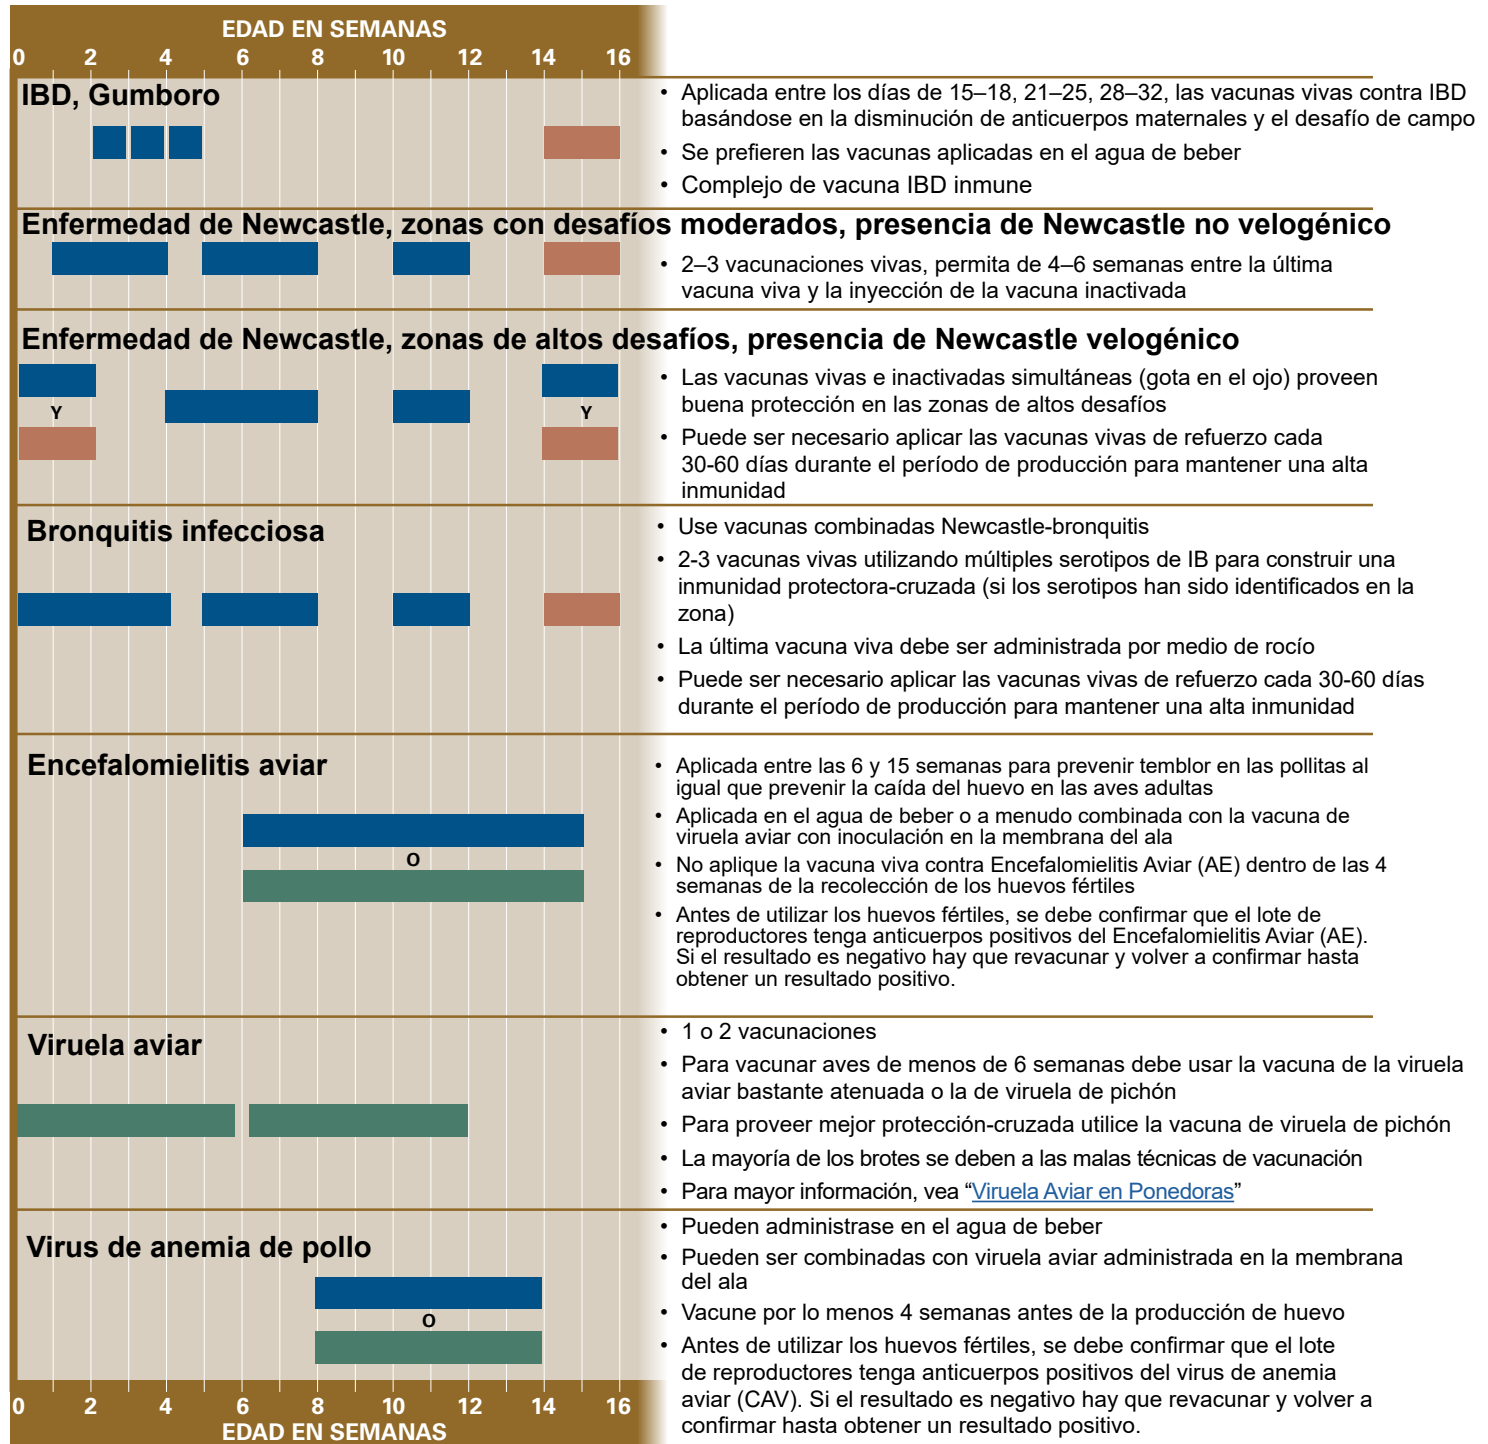 EDAD EN SEMANAS
0 2 4 6 8 10 12 14 16
IBD, Gumboro
• Aplicada entre los días de 15–18, 21–25, 28–32, las vacunas vivas contra IBD
basándose en la disminución de anticuerpos maternales y el desafío de campo
• Se prefieren las vacunas aplicadas en el agua de beber
• Complejo de vacuna IBD inmune
Enfermedad de Newcastle, zonas con desafíos moderados, presencia de Newcastle no velogénico
• 2–3 vacunaciones vivas, permita de 4–6 semanas entre la última
vacuna viva y la inyección de la vacuna inactivada
Enfermedad de Newcastle, zonas de altos desafíos, presencia de Newcastle velogénico
Y
Y
• Las vacunas vivas e inactivadas simultáneas (gota en el ojo) proveen
buena protección en las zonas de altos desafíos
• Puede ser necesario aplicar las vacunas vivas de refuerzo cada
30-60 días durante el período de producción para mantener una alta
inmunidad
Bronquitis infecciosa
• Use vacunas combinadas Newcastle-bronquitis
• 2-3 vacunas vivas utilizando múltiples serotipos de IB para construir una
inmunidad protectora-cruzada (si los serotipos han sido identificados en la
zona)
• La última vacuna viva debe ser administrada por medio de rocío
• Puede ser necesario aplicar las vacunas vivas de refuerzo cada 30-60 días
durante el período de producción para mantener una alta inmunidad
Encefalomielitis aviar
O
• Aplicada entre las 6 y 15 semanas para prevenir temblor en las pollitas al
igual que prevenir la caída del huevo en las aves adultas
• Aplicada en el agua de beber o a menudo combinada con la vacuna de
viruela aviar con inoculación en la membrana del ala
• No aplique la vacuna viva contra Encefalomielitis Aviar (AE) dentro de las 4
semanas de la recolección de los huevos fértiles
• Antes de utilizar los huevos fértiles, se debe confirmar que el lote de
reproductores tenga anticuerpos positivos del Encefalomielitis Aviar (AE).
Si el resultado es negativo hay que revacunar y volver a confirmar hasta
obtener un resultado positivo.
Viruela aviar
• 1 o 2 vacunaciones
• Para vacunar aves de menos de 6 semanas debe usar la vacuna de la viruela
aviar bastante atenuada o la de viruela de pichón
• Para proveer mejor protección-cruzada utilice la vacuna de viruela de pichón
• La mayoría de los brotes se deben a las malas técnicas de vacunación
• Para mayor información, vea “Viruela Aviar en Ponedoras”
Virus de anemia de pollo
O
• Pueden administrase en el agua de beber
• Pueden ser combinadas con viruela aviar administrada en la membrana
del ala
• Vacune por lo menos 4 semanas antes de la producción de huevo
• Antes de utilizar los huevos fértiles, se debe confirmar que el lote
de reproductores tenga anticuerpos positivos del virus de anemia
aviar (CAV). Si el resultado es negativo hay que revacunar y volver a
confirmar hasta obtener un resultado positivo.
0 2 4 6 8 10 12 14 16
EDAD EN SEMANAS